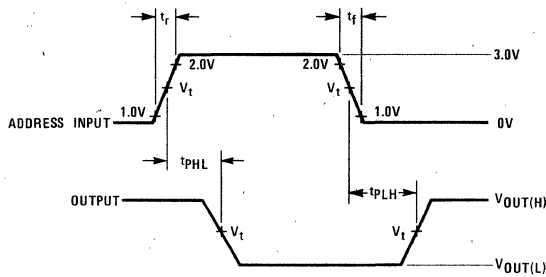 tr
tf
3.0V
2.0V
2.0V
Vt
Vt
1.0V
1.0V
ADDRESS INPUT
0V
tPHL
tPLH
OUTPUT
VOUT(H)
Vt
Vt
VOUT(L)